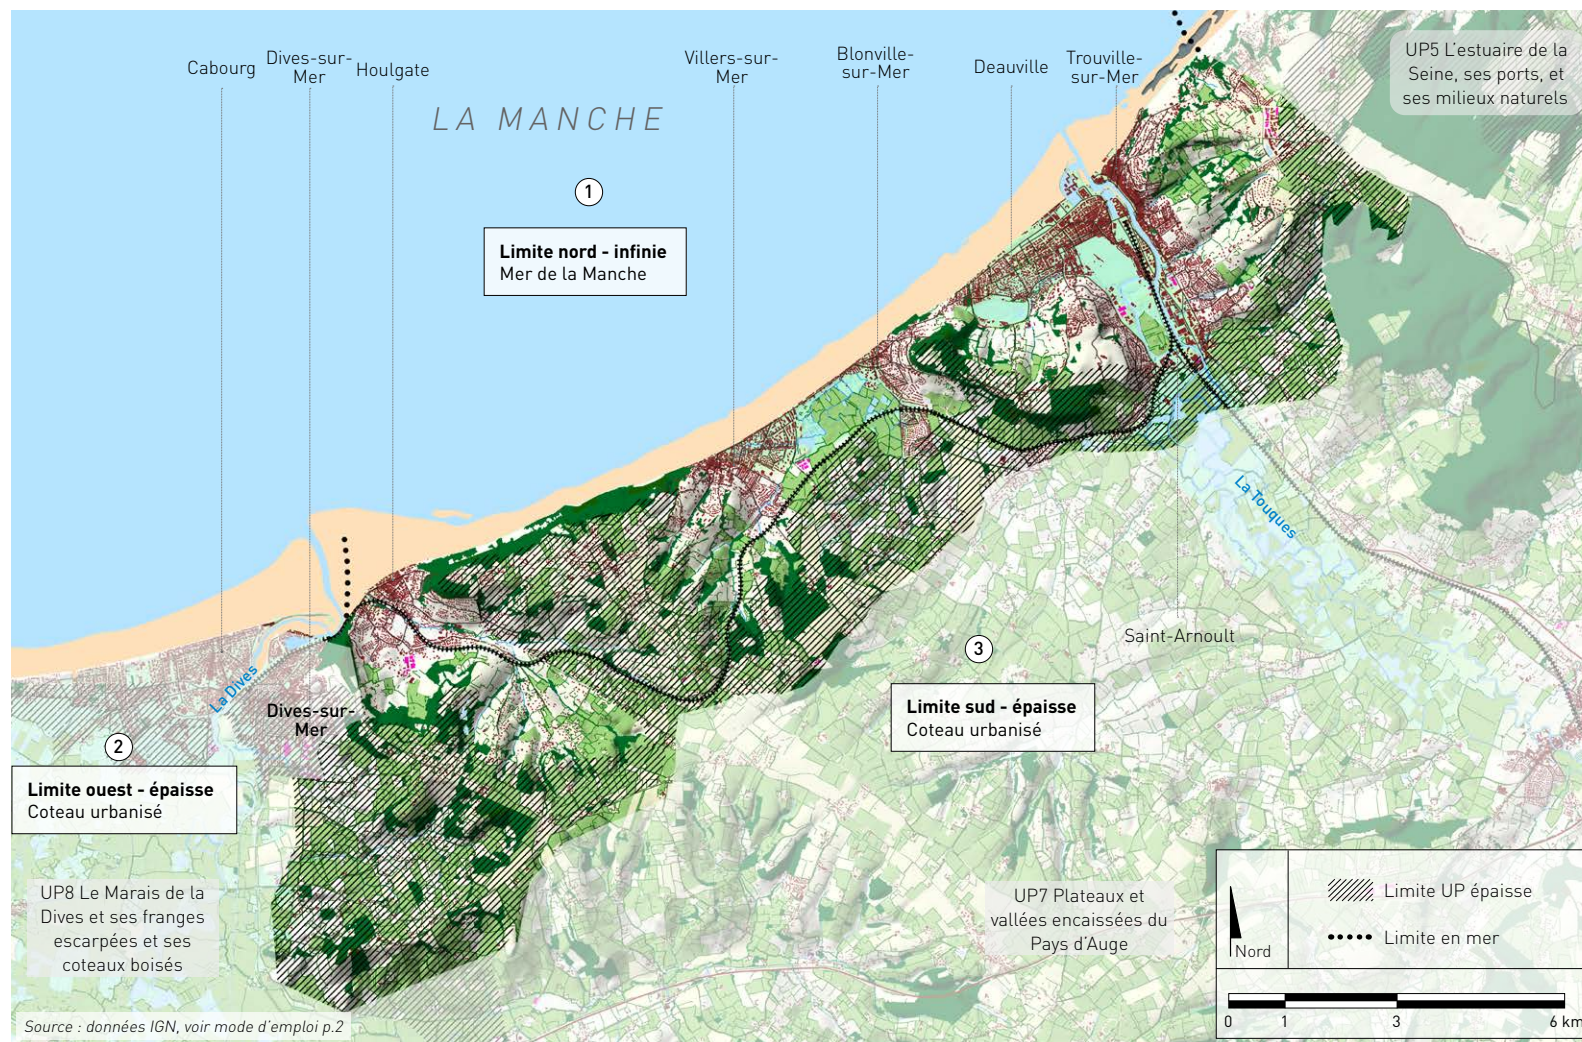 Cabourg
Dives-sur-
Mer
Houlgate
Villers-sur-
Mer
Blonville-
sur-Mer
Deauville
Trouville-
sur-Mer
UP5 L'estuaire de la
Seine, ses ports, et
ses milieux naturels
LA MANCHE
1
Limite nord - infinie
Mer de la Manche
La Touques
Saint-Arnoult
3
Limite sud - épaisse
Coteau urbanisé
La Dives
Dives-sur-
Mer
2
Limite ouest - épaisse
Coteau urbanisé
UP8 Le Marais de la
Dives et ses franges
escarpées et ses
coteaux boisés
UP7 Plateaux et
vallées encaissées du
Pays d'Auge
Nord
Limite UP épaisse
Limite en mer
0 1 3 6 km
Source : données IGN, voir mode d'emploi p.2